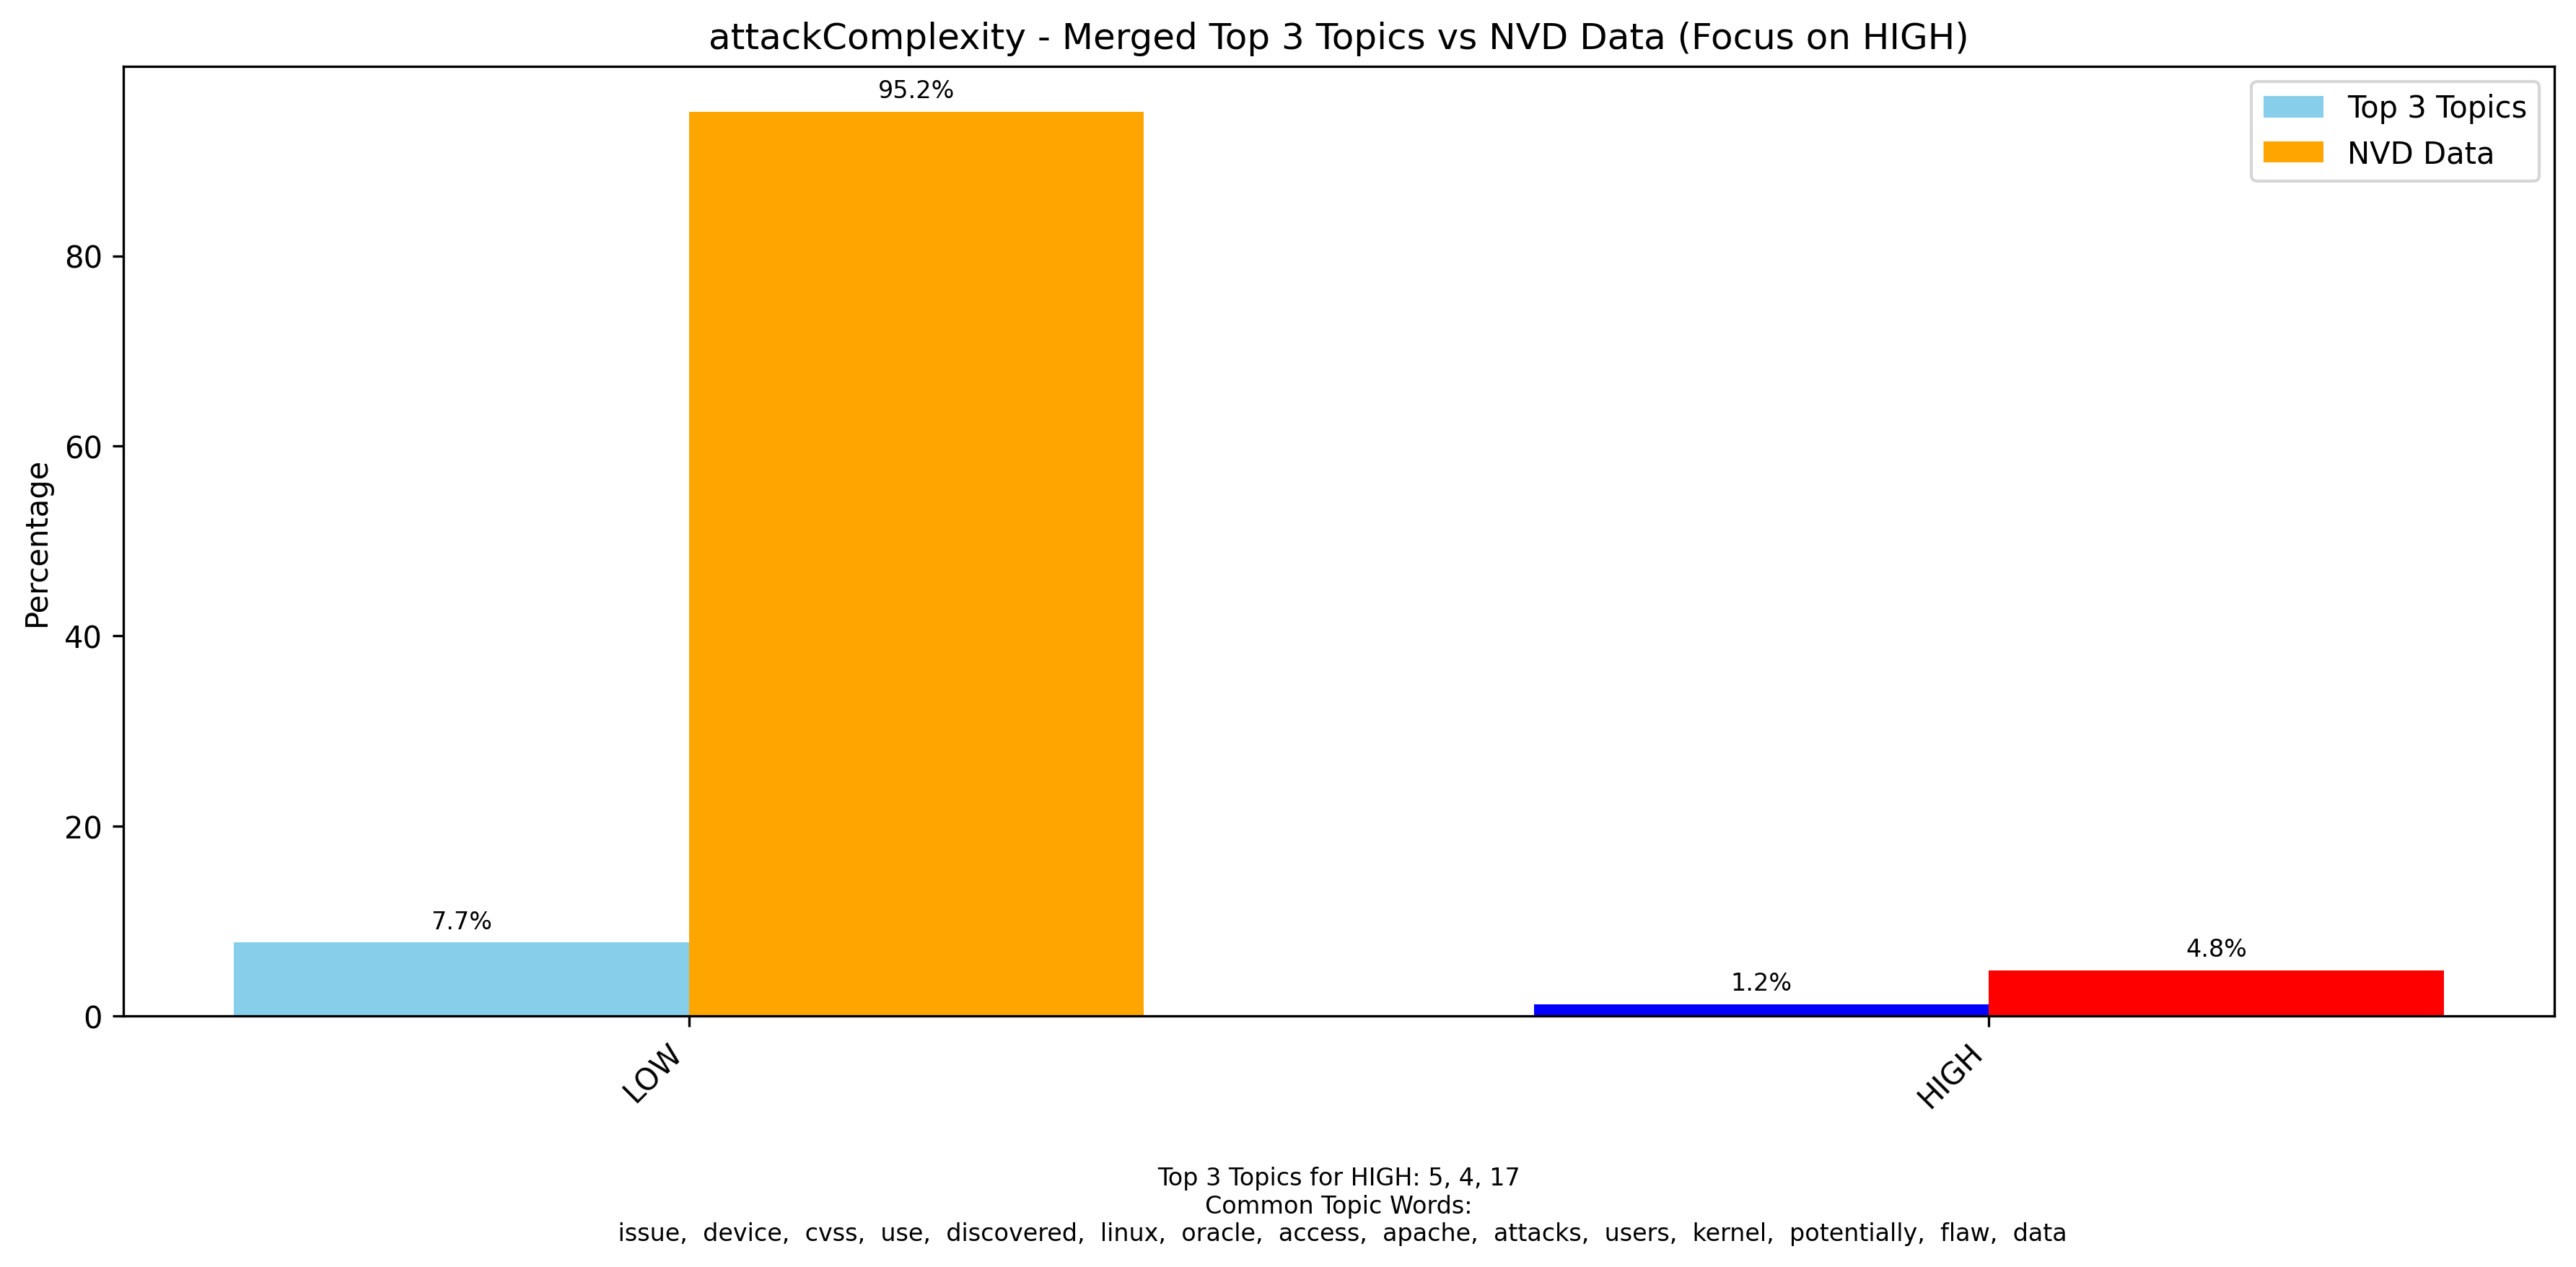 attackComplexity - Merged Top 3 Topics vs NVD Data (Focus on HIGH)
Top 3 Topics
NVD Data
Percentage
80
60
40
20
0
95.2%
7.7%
1.2%
4.8%
LOW
HIGH
Top 3 Topics for HIGH: 5, 4, 17
Common Topic Words:
issue, device, cvss, use, discovered, linux, oracle, access, apache, attacks, users, kernel, potentially, flaw, data